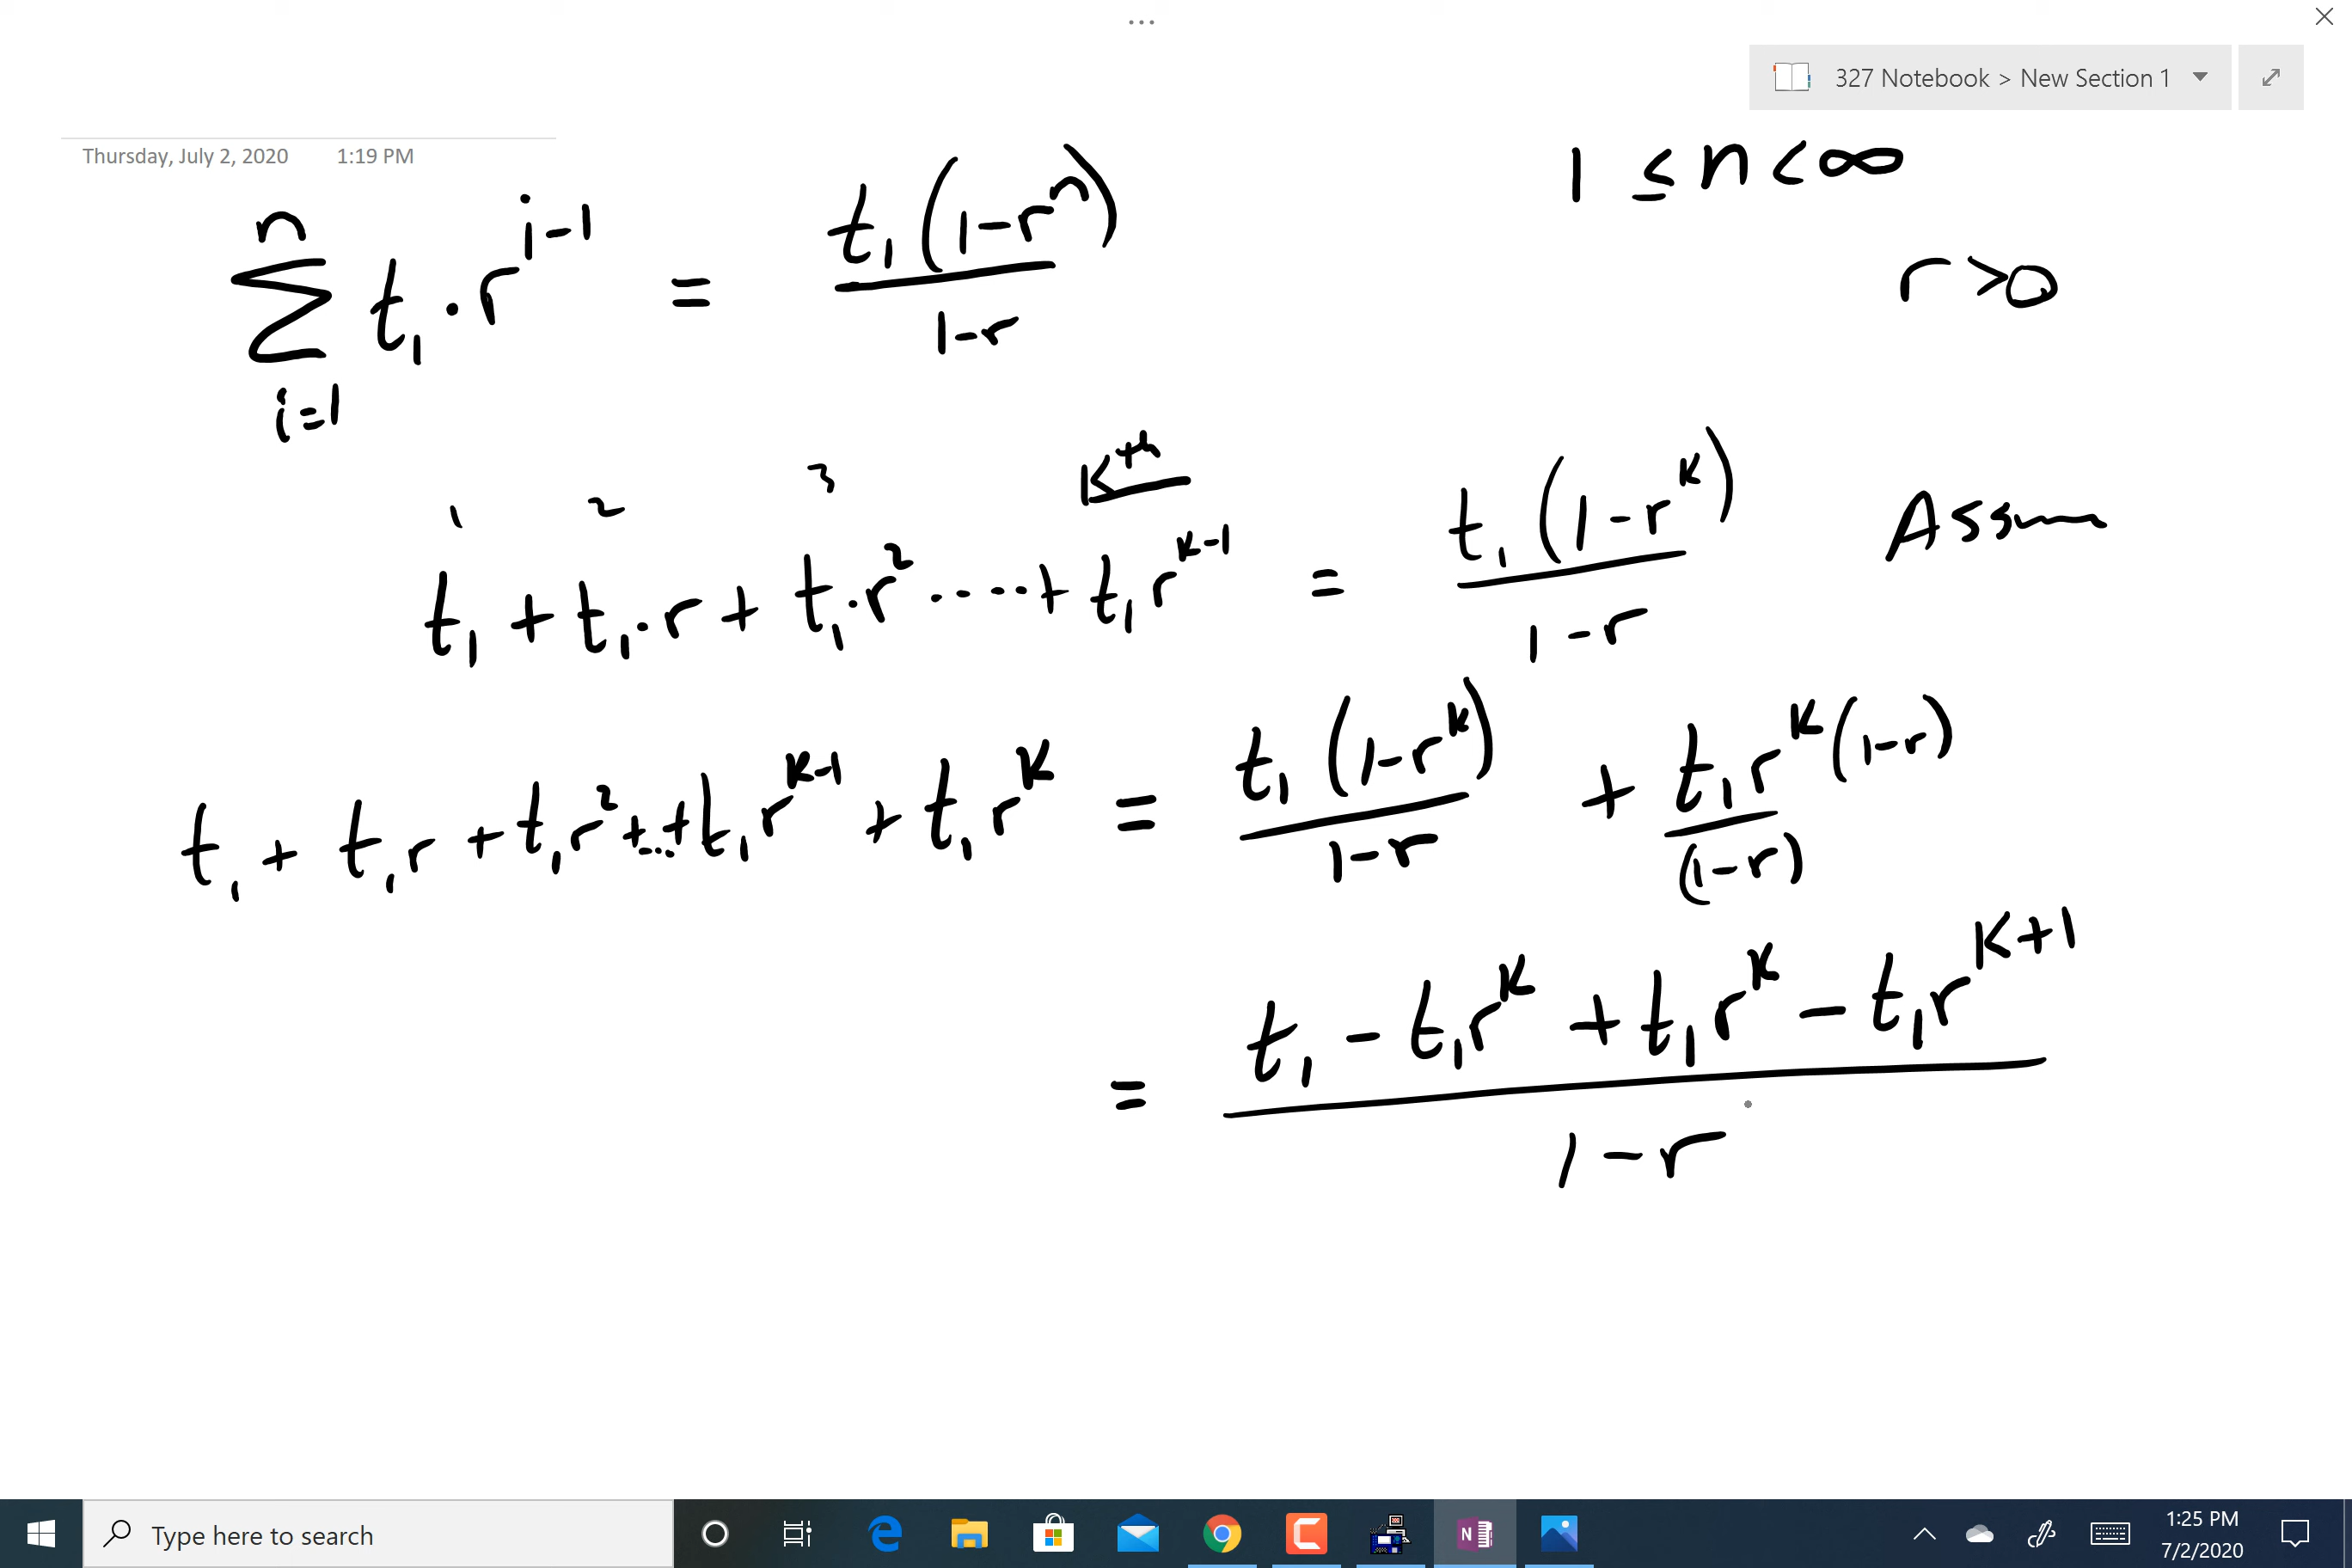 327 Notebook > New Section 1
Thursday, July 2, 2020 1:19 PM
1 ≤ n < ∞
r > 0
n
∑ t₁ · r^(i-1) = t₁(1-r^n) / (1-r)
i=1
1 2 3 K^th
t₁ + t₁·r + t₁·r² ····+ t₁r^(K-1) = t₁(1-r^K) / (1-r) Assum
t₁ + t₁r + t₁r² +...+ t₁r^(K-1) + t₁r^K = t₁(1-r^K) / (1-r) + t₁r^K(1-r) / (1-r)
= (t₁ - t₁r^K + t₁r^K - t₁r^(K+1)) / (1-r)
Type here to search
1:25 PM
7/2/2020